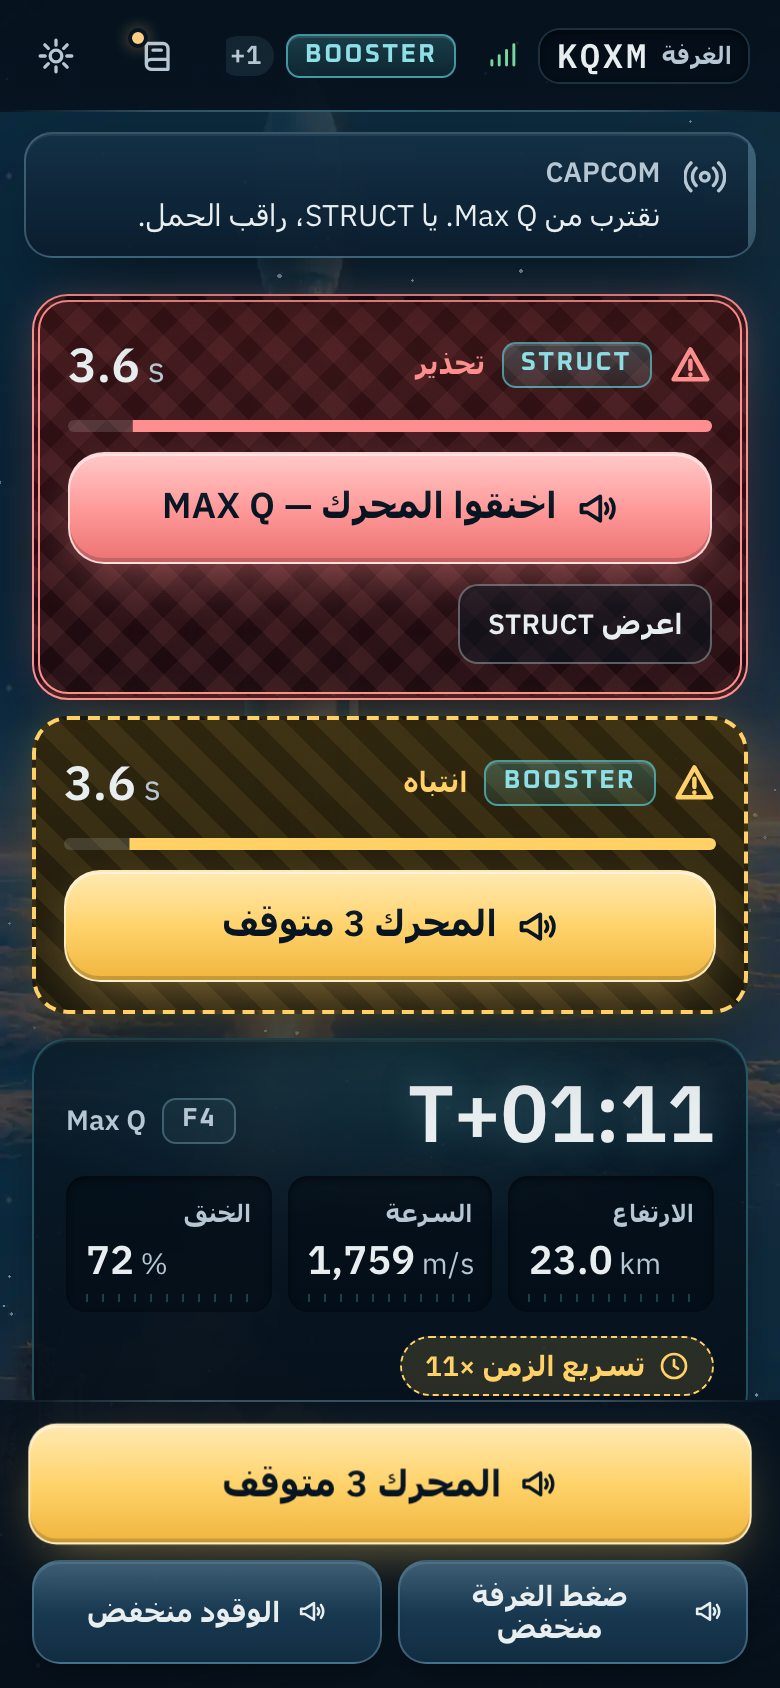 الغرفة KQXM
BOOSTER
+1
CAPCOM
نقترب من Max Q. يا STRUCT، راقب الحمل.
STRUCT تحذير
3.6 s
اخنقوا المحرك — MAX Q
اعرض STRUCT
BOOSTER انتباه
3.6 s
المحرك 3 متوقف
T+01:11
F4 Max Q
الارتفاع
23.0 km
السرعة
1,759 m/s
الخنق
72 %
تسريع الزمن ×11
المحرك 3 متوقف
ضغط الغرفة
منخفض
الوقود منخفض